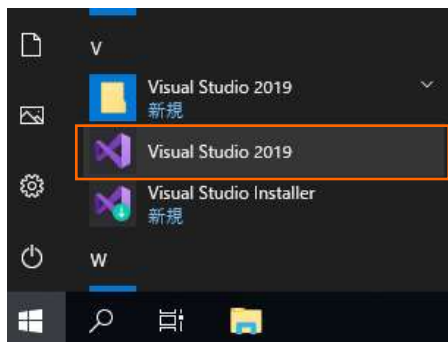 V
Visual Studio 2019
新規
Visual Studio 2019
Visual Studio Installer
新規
W